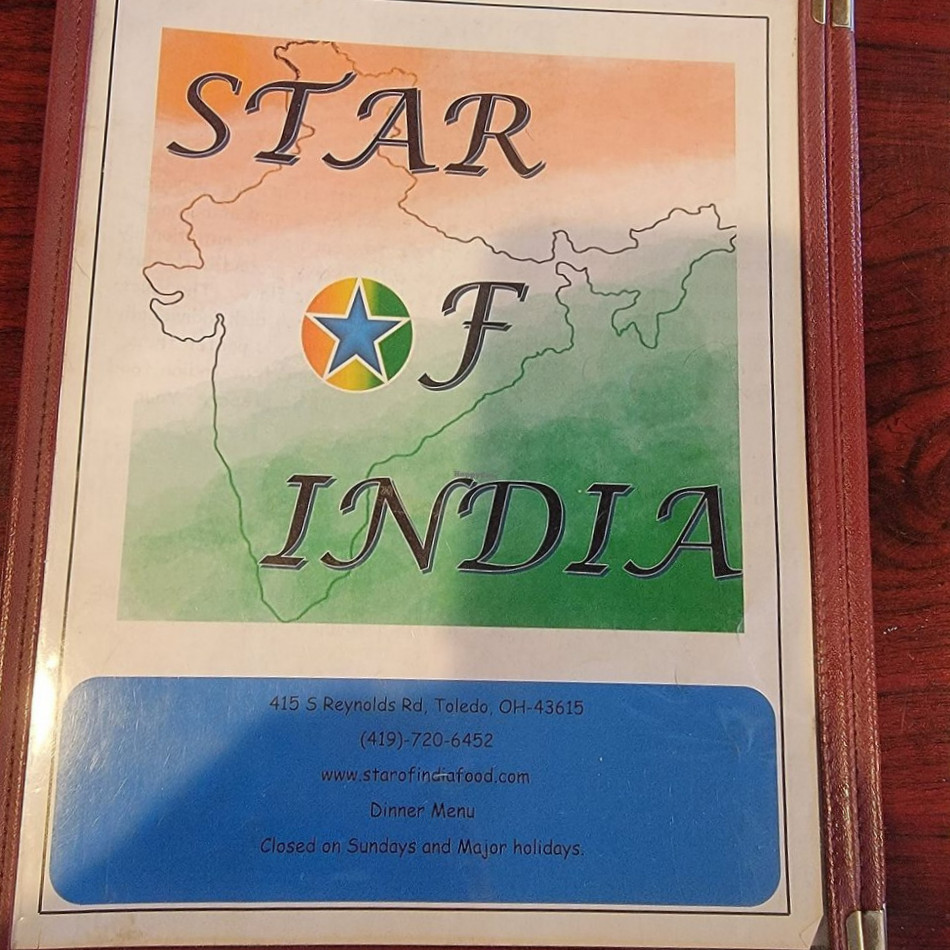 STAR
OF
INDIA
415 S Reynolds Rd, Toledo, OH-43615
(419)-720-6452
www.starofindiafood.com
Dinner Menu
Closed on Sundays and Major holidays.